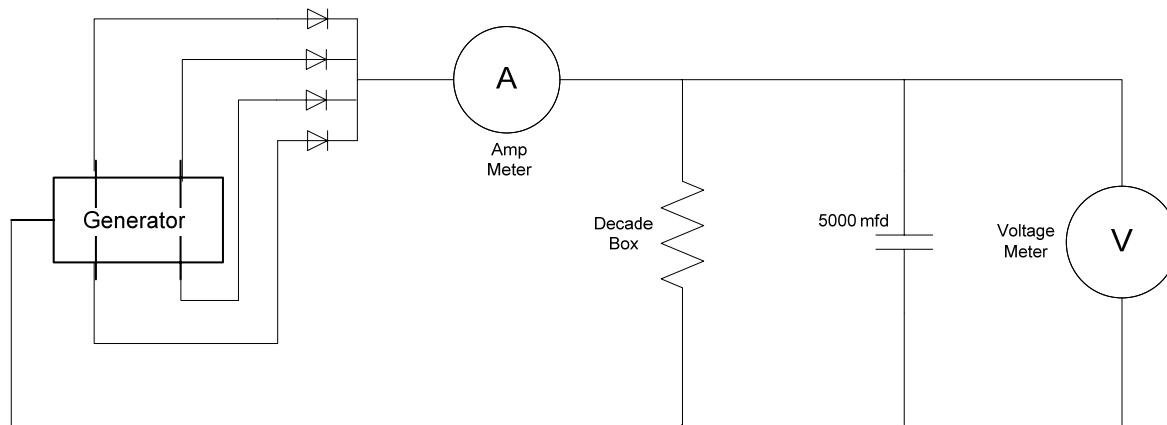 A
Amp
Meter
Generator
Decade
Box
5000 mfd
Voltage
Meter
V